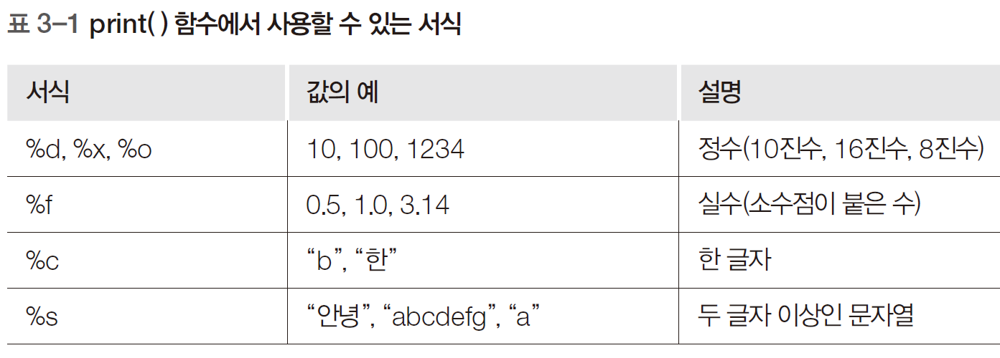 표 3-1 print( ) 함수에서 사용할 수 있는 서식
서식 값의 예 설명
%d, %x, %o 10, 100, 1234 정수(10진수, 16진수, 8진수)
%f 0.5, 1.0, 3.14 실수(소수점이 붙은 수)
%c “b”, “한” 한 글자
%s “안녕”, “abcdefg”, “a” 두 글자 이상인 문자열